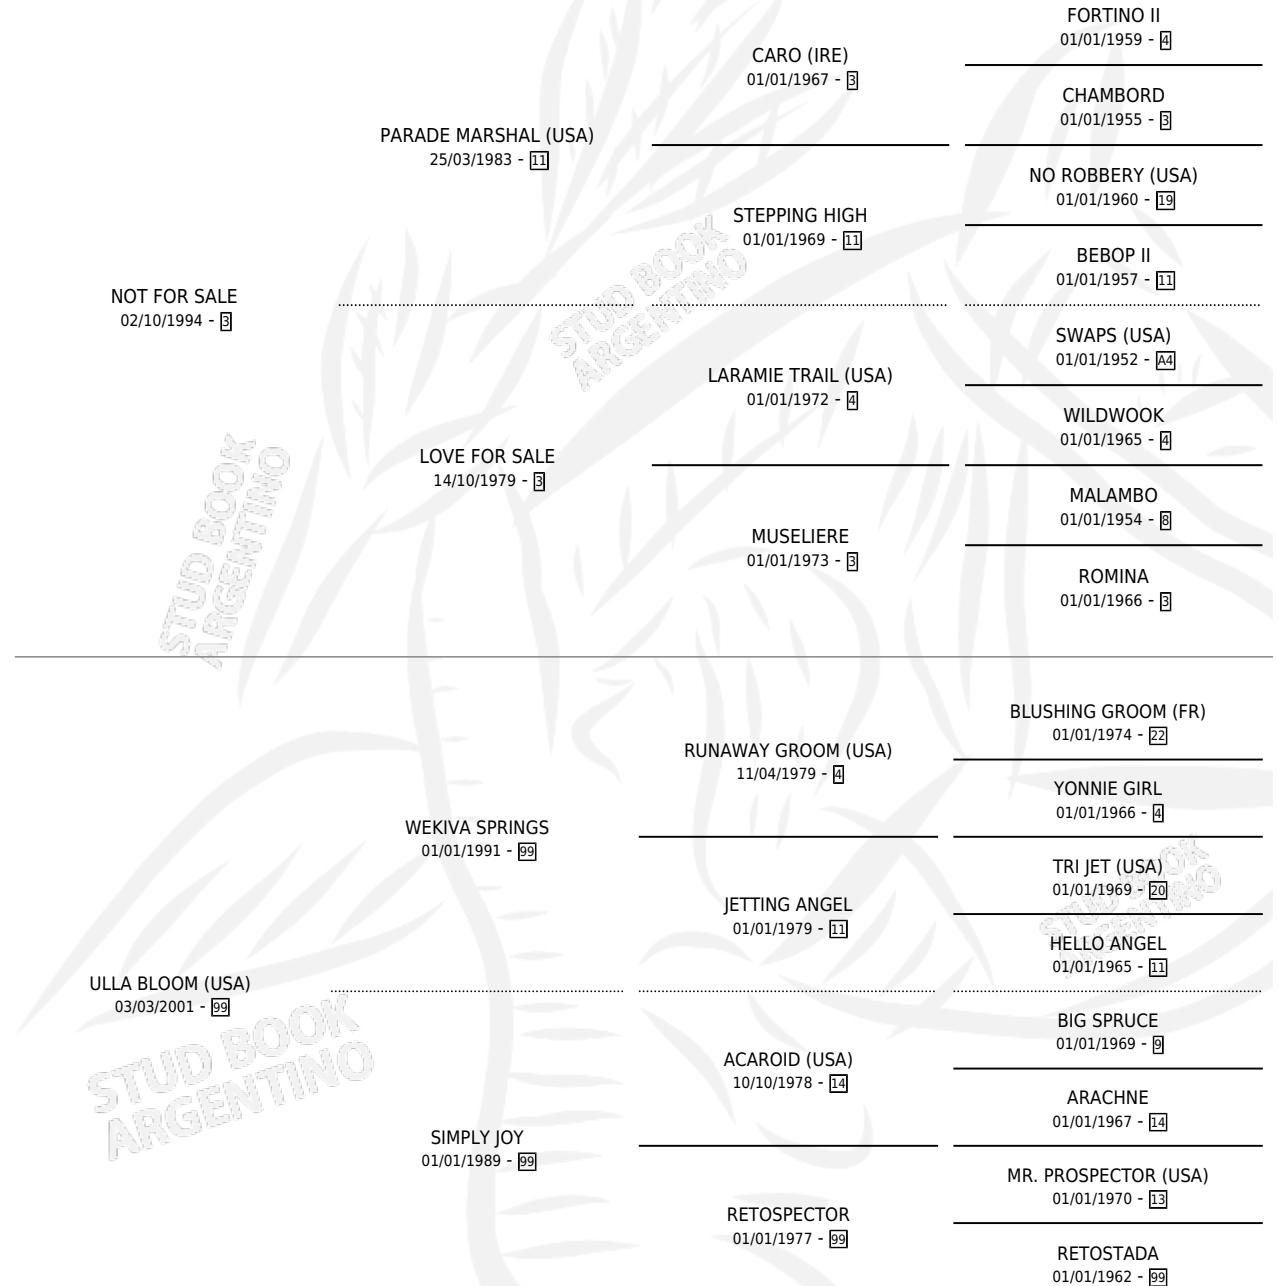 FORTINO II
01/01/1959 - 4
CARO (IRE)
01/01/1967 - 3
CHAMBORD
01/01/1955 - 3
PARADE MARSHAL (USA)
25/03/1983 - 11
NO ROBBERY (USA)
01/01/1960 - 19
STEPPING HIGH
01/01/1969 - 11
BEBOP II
01/01/1957 - 11
NOT FOR SALE
02/10/1994 - 3
STUD BOOK
ARGENTINO
SWAPS (USA)
01/01/1952 - A4
LARAMIE TRAIL (USA)
01/01/1972 - 4
WILDWOOK
01/01/1965 - 4
LOVE FOR SALE
14/10/1979 - 3
MALAMBO
01/01/1954 - 8
MUSELIERE
01/01/1973 - 3
ROMINA
01/01/1966 - 3
STUD BOOK
ARGENTINO
BLUSHING GROOM (FR)
01/01/1974 - 22
RUNAWAY GROOM (USA)
11/04/1979 - 4
YONNIE GIRL
01/01/1966 - 4
WEKIVA SPRINGS
01/01/1991 - 99
TRI JET (USA)
01/01/1969 - 20
JETTING ANGEL
01/01/1979 - 11
STUD BOOK
ARGENTINO
HELLO ANGEL
01/01/1965 - 11
ULLA BLOOM (USA)
03/03/2001 - 99
BIG SPRUCE
01/01/1969 - 9
ACAROID (USA)
10/10/1978 - 14
STUD BOOK
ARGENTINO
ARACHNE
01/01/1967 - 14
SIMPLY JOY
01/01/1989 - 99
MR. PROSPECTOR (USA)
01/01/1970 - 13
RETOSPECTOR
01/01/1977 - 99
RETOSTADA
01/01/1962 - 99